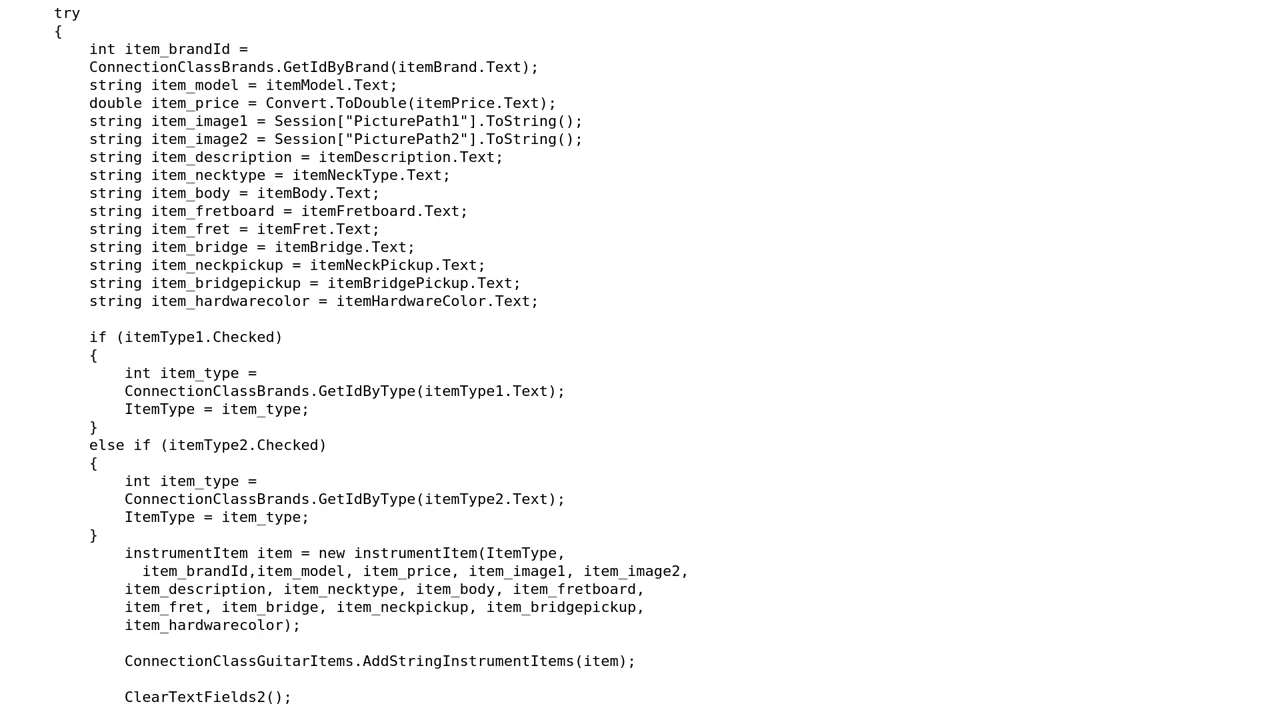 try
{
int item_brandId =
ConnectionClassBrands.GetIdByBrand(itemBrand.Text);
string item_model = itemModel.Text;
double item_price = Convert.ToDouble(itemPrice.Text);
string item_image1 = Session["PicturePath1"].ToString();
string item_image2 = Session["PicturePath2"].ToString();
string item_description = itemDescription.Text;
string item_necktype = itemNeckType.Text;
string item_body = itemBody.Text;
string item_fretboard = itemFretboard.Text;
string item_fret = itemFret.Text;
string item_bridge = itemBridge.Text;
string item_neckpickup = itemNeckPickup.Text;
string item_bridgepickup = itemBridgePickup.Text;
string item_hardwarecolor = itemHardwareColor.Text;
if (itemType1.Checked)
{
int item_type =
ConnectionClassBrands.GetIdByType(itemType1.Text);
ItemType = item_type;
}
else if (itemType2.Checked)
{
int item_type =
ConnectionClassBrands.GetIdByType(itemType2.Text);
ItemType = item_type;
}
instrumentItem item = new instrumentItem(ItemType,
item_brandId,item_model, item_price, item_image1, item_image2,
item_description, item_necktype, item_body, item_fretboard,
item_fret, item_bridge, item_neckpickup, item_bridgepickup,
item_hardwarecolor);
ConnectionClassGuitarItems.AddStringInstrumentItems(item);
ClearTextFields2();